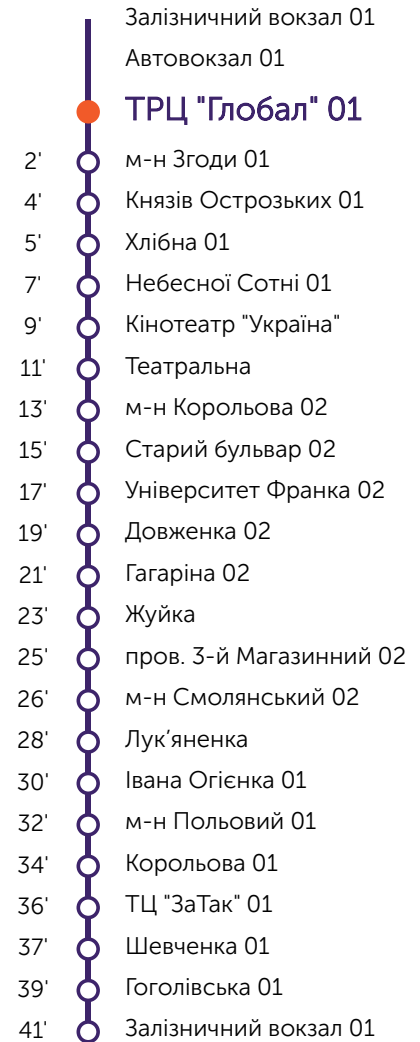 Залізничний вокзал 01
Автовокзал 01
ТРЦ "Глобал" 01
2' м-н Згоди 01
4' Князів Острозьких 01
5' Хлібна 01
7' Небесної Сотні 01
9' Кінотеатр "Україна"
11' Театральна
13' м-н Корольова 02
15' Старий бульвар 02
17' Університет Франка 02
19' Довженка 02
21' Гагаріна 02
23' Жуйка
25' пров. 3-й Магазинний 02
26' м-н Смолянський 02
28' Лук’яненка
30' Івана Огієнка 01
32' м-н Польовий 01
34' Корольова 01
36' ТЦ "ЗаТак" 01
37' Шевченка 01
39' Гоголівська 01
41' Залізничний вокзал 01